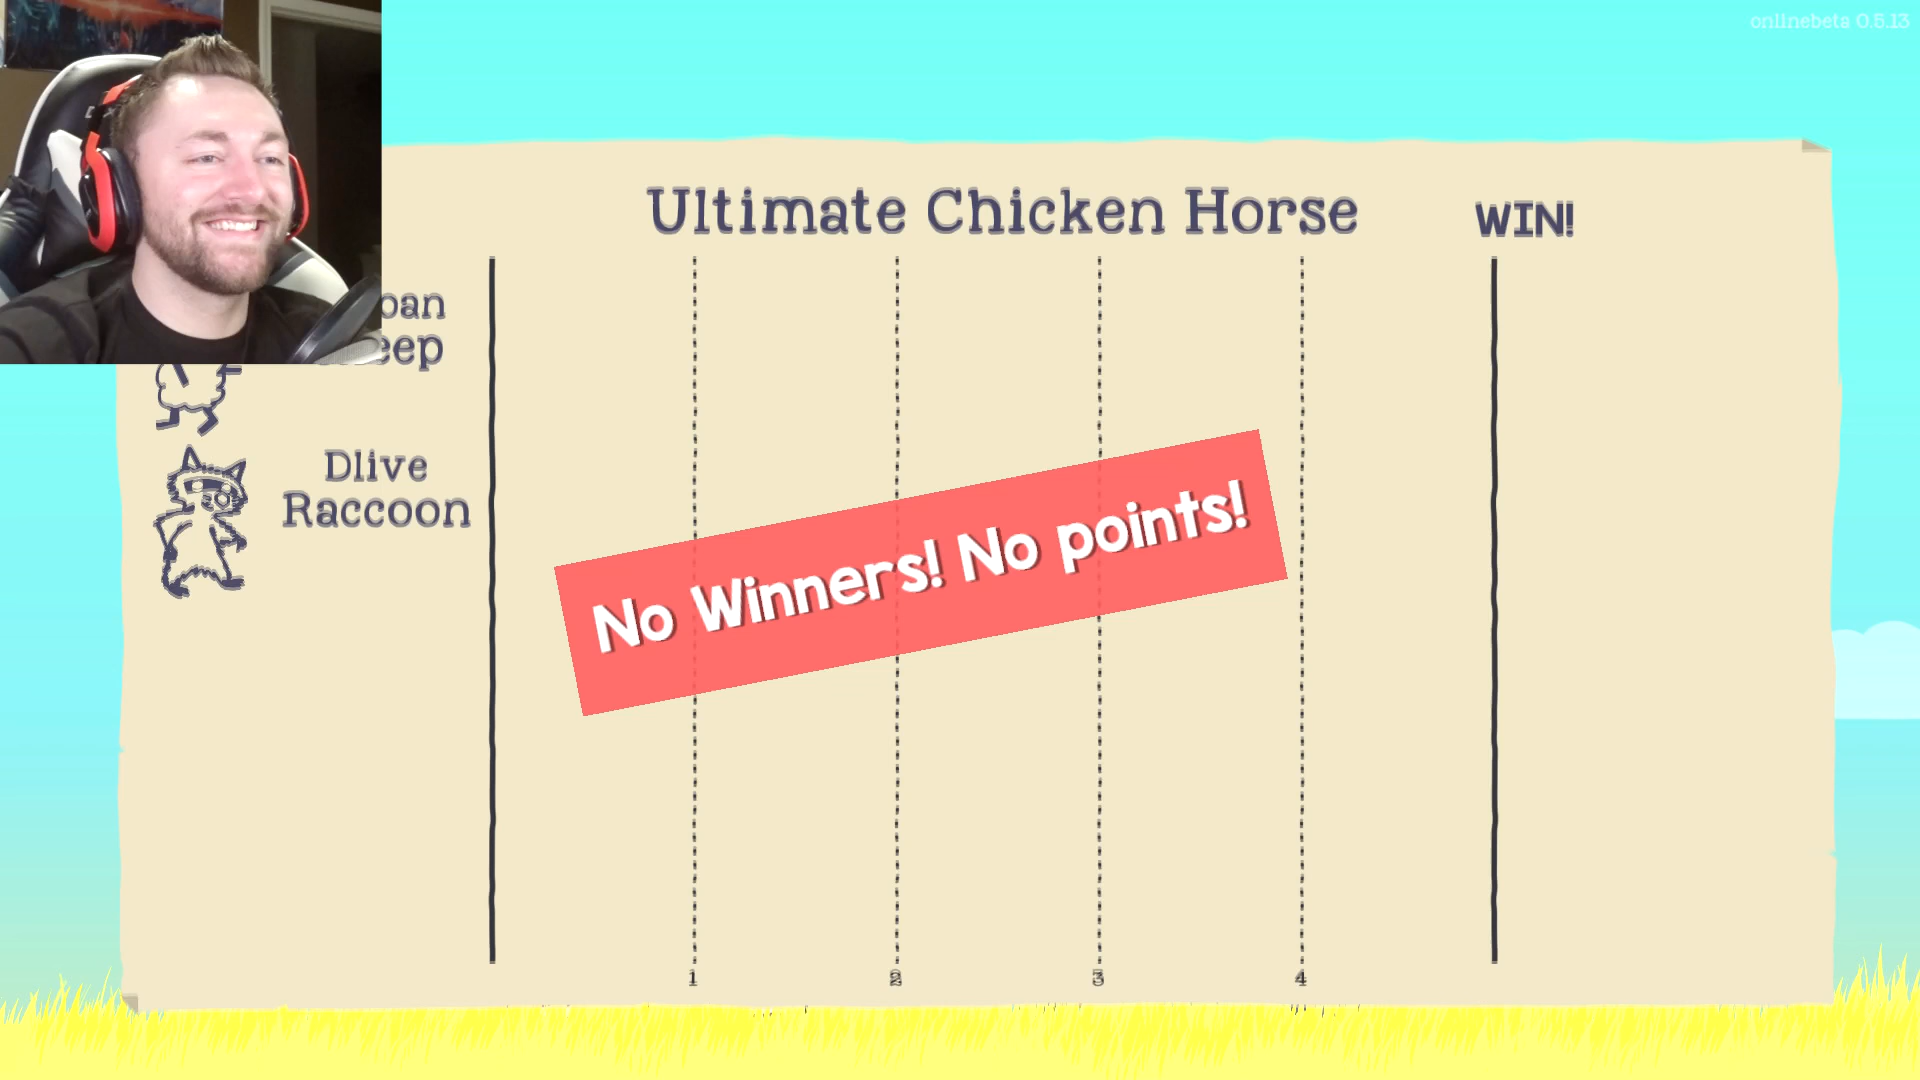 onlinebeta 0.5.13
Ultimate Chicken Horse
WIN!
Dlive
Raccoon
No Winners! No points!
1 2 3 4